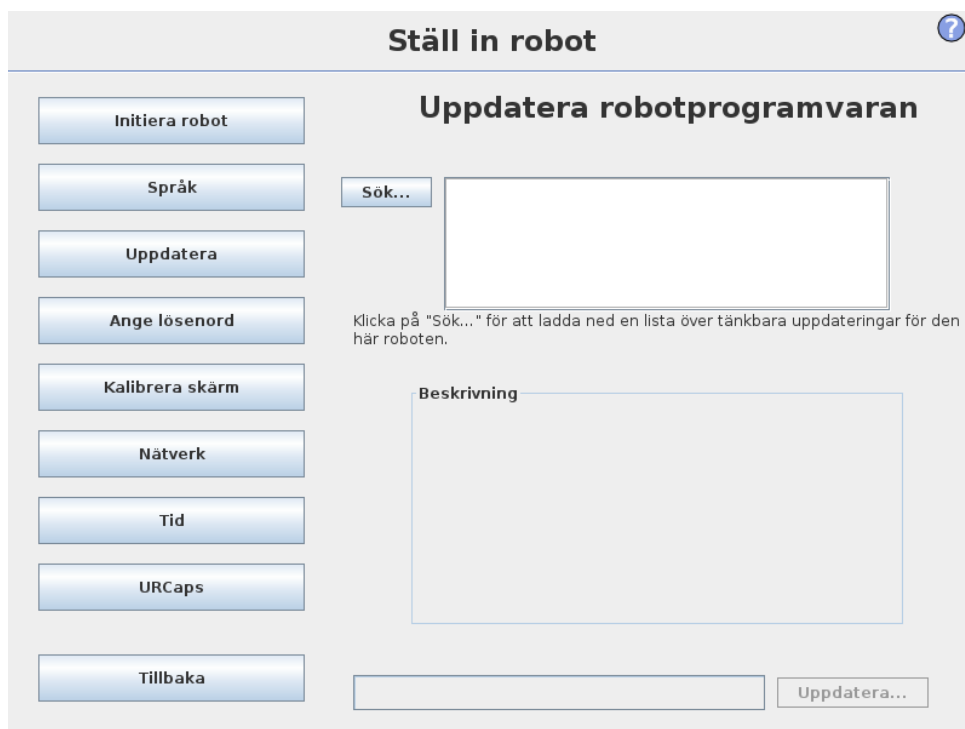 Ställ in robot
?
Initiera robot
Språk
Uppdatera
Ange lösenord
Kalibrera skärm
Nätverk
Tid
URCaps
Tillbaka
Uppdatera robotprogramvaran
Sök...
Klicka på "Sök..." för att ladda ned en lista över tänkbara uppdateringar för den
här roboten.
Beskrivning
Uppdatera...